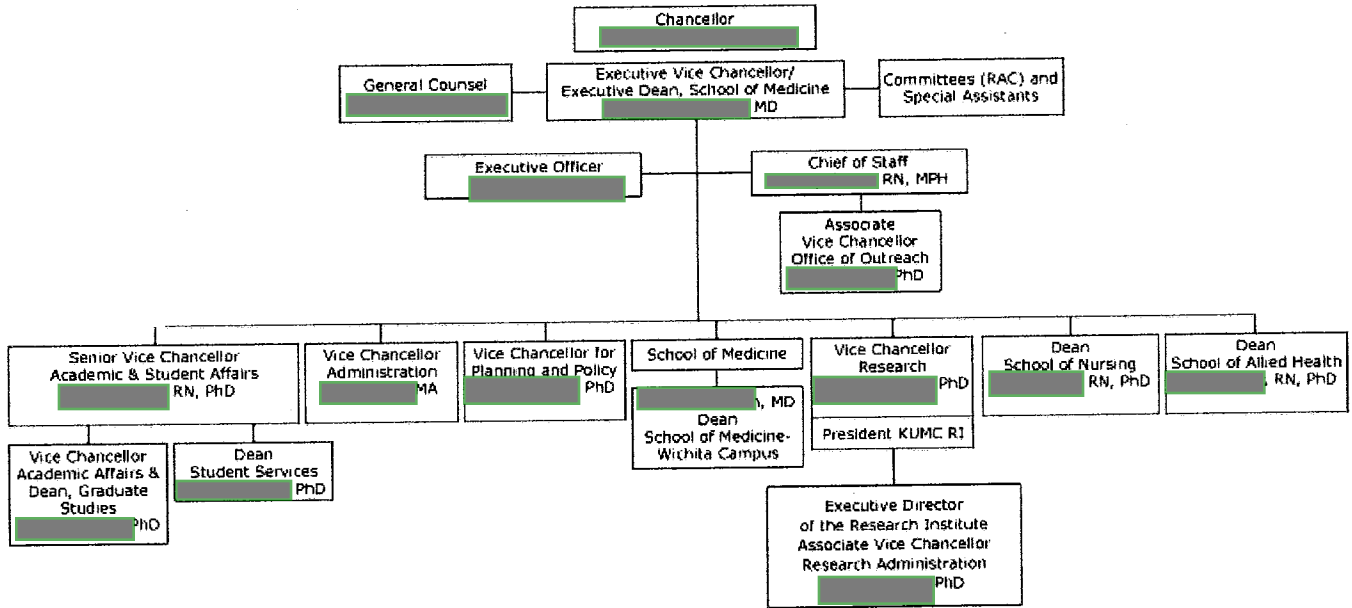 Chancellor
General Counsel
Executive Vice Chancellor/
Executive Dean, School of Medicine
MD
Committees (RAC) and
Special Assistants
Executive Officer
Chief of Staff
RN, MPH
Associate
Vice Chancellor
Office of Outreach
PhD
Senior Vice Chancellor
Academic & Student Affairs
RN, PhD
Vice Chancellor
Administration
MA
Vice Chancellor for
Planning and Policy
PhD
School of Medicine
, MD
Dean
School of Medicine-
Wichita Campus
Vice Chancellor
Research
PhD
President KUMC RI
Dean
School of Nursing
RN, PhD
Dean
School of Allied Health
, RN, PhD
Vice Chancellor
Academic Affairs &
Dean, Graduate
Studies
PhD
Dean
Student Services
PhD
Executive Director
of the Research Institute
Associate Vice Chancellor
Research Administration
PhD